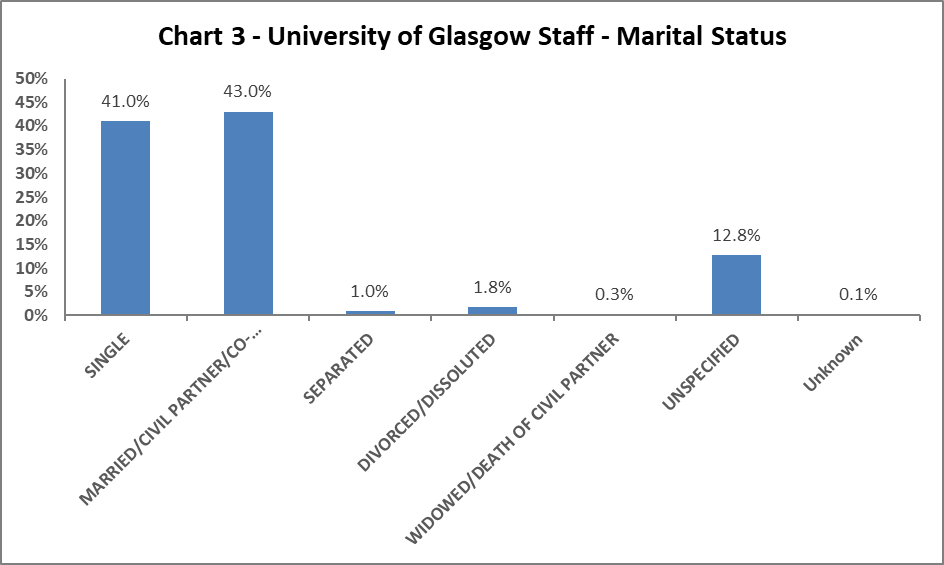 Chart 3 - University of Glasgow Staff - Marital Status
50%
45%
40%
35%
30%
25%
20%
15%
10%
5%
0%
41.0%
43.0%
1.0%
1.8%
0.3%
12.8%
0.1%
SINGLE
MARRIED/CIVIL PARTNER/CO-...
SEPARATED
DIVORCED/DISSOLUTED
WIDOWED/DEATH OF CIVIL PARTNER
UNSPECIFIED
Unknown